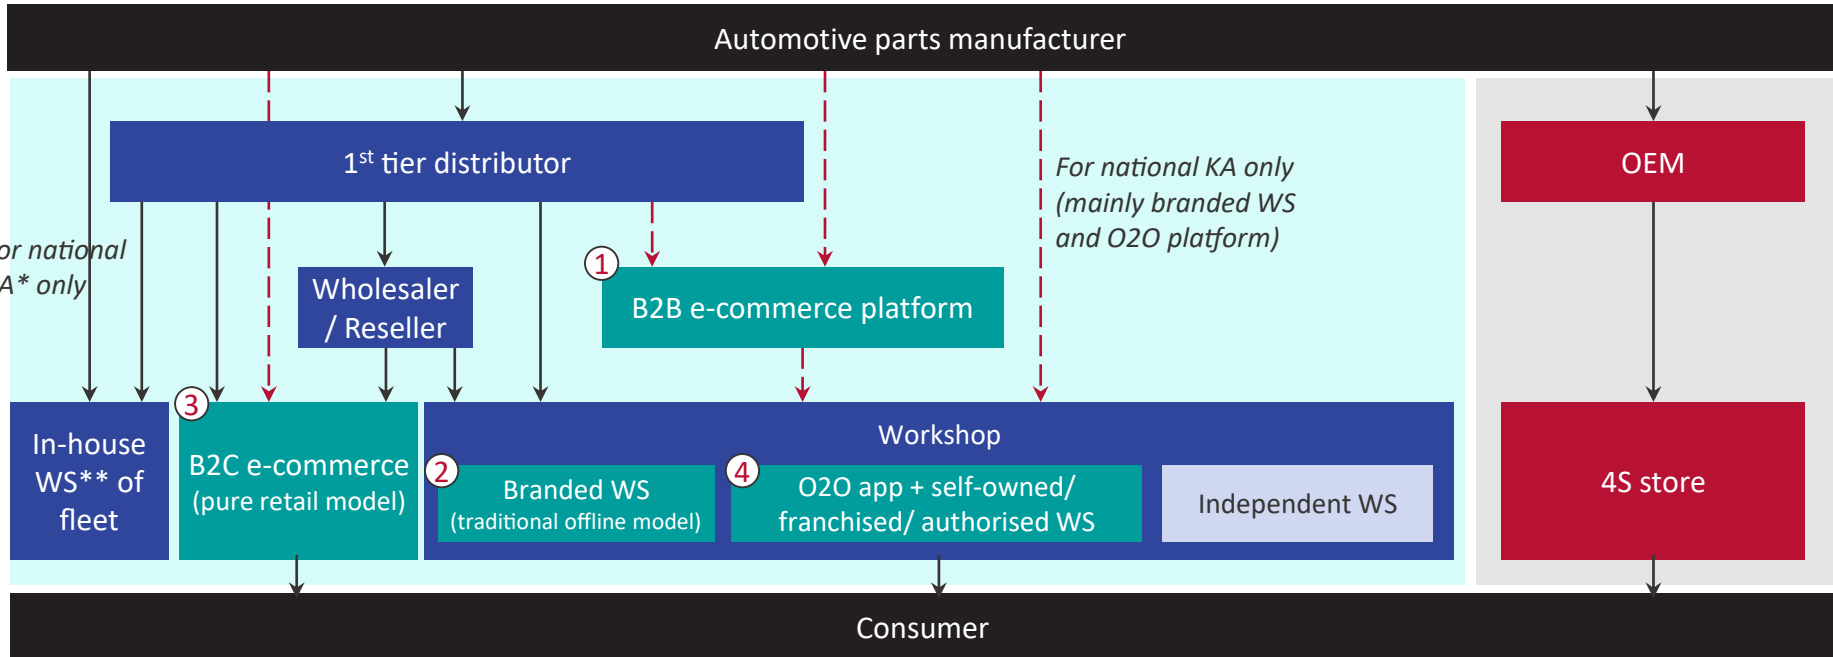 Automotive parts manufacturer
1st tier distributor
OEM
For national KA only
(mainly branded WS
and O2O platform)
or national
A* only
1
Wholesaler
/ Reseller
B2B e-commerce platform
3
In-house
WS** of
fleet
B2C e-commerce
(pure retail model)
Workshop
2
Branded WS
(traditional offline model)
4
O2O app + self-owned/
franchised/ authorised WS
Independent WS
4S store
Consumer